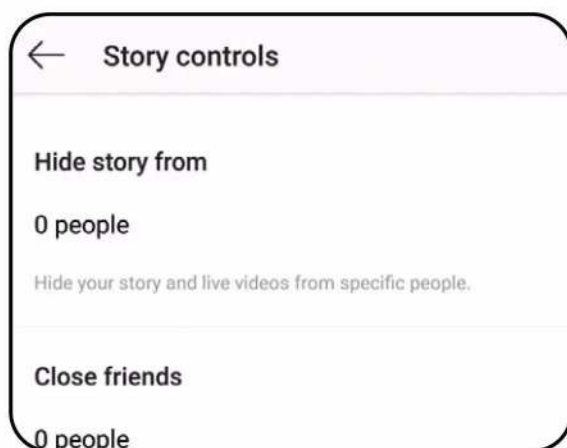 Story controls
Hide story from
0 people
Hide your story and live videos from specific people.
Close friends
0 people